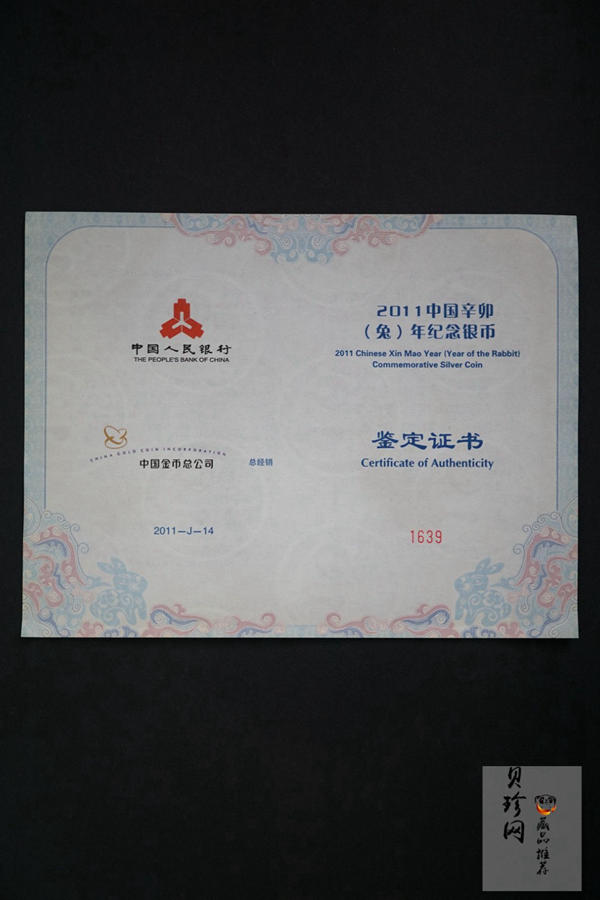 中国人民银行
THE PEOPLE'S BANK OF CHINA
2011中国辛卯
（兔）年纪念银币
2011 Chinese Xin Mao Year (Year of the Rabbit)
Commemorative Silver Coin
CHINA GOLD COIN INCORPORATION
中国金币总公司
总经销
鉴定证书
Certificate of Authenticity
2011—J—14
1639
贝珍网
藏品推荐